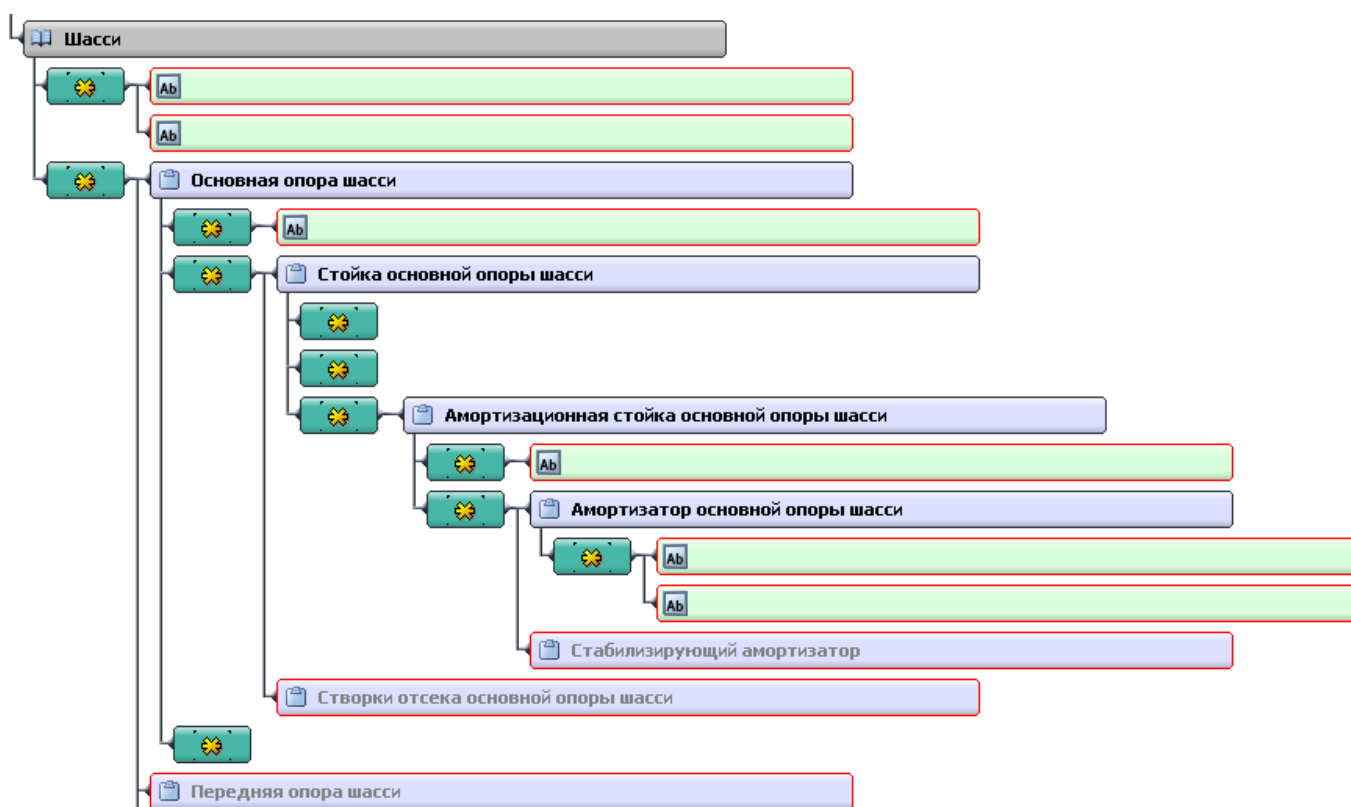 Шасси
Ab
Ab
Основная опора шасси
Ab
Стойка основной опоры шасси
Амортизационная стойка основной опоры шасси
Ab
Амортизатор основной опоры шасси
Ab
Ab
Стабилизирующий амортизатор
Створки отсека основной опоры шасси
Передняя опора шасси